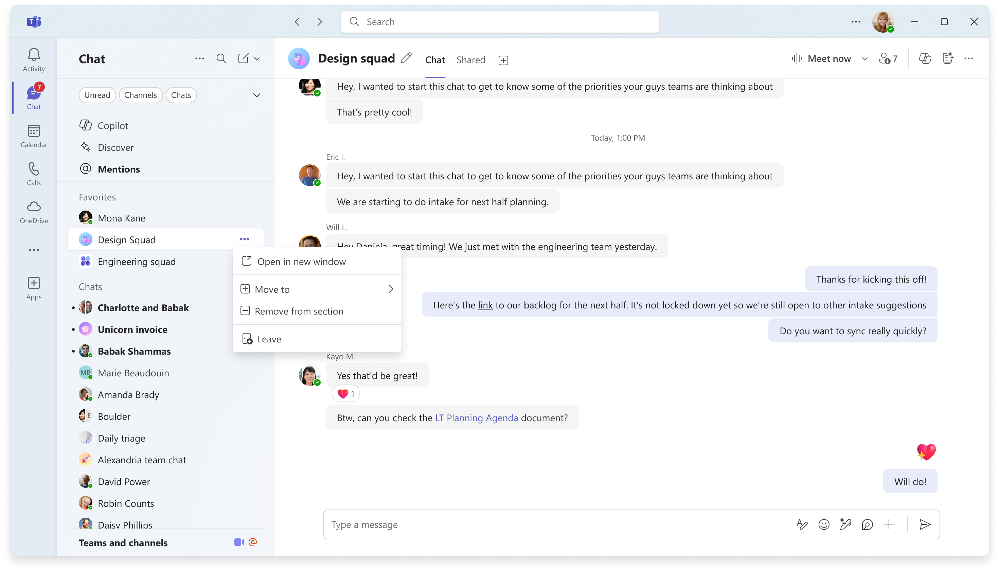 T
Search
Activity
7
Chat
Calendar
Calls
OneDrive
Apps
Chat
Unread
Channels
Chats
Copilot
Discover
@ Mentions
Favorites
Mona Kane
Design Squad
Engineering squad
Chats
Charlotte and Babak
Unicorn invoice
Babak Shammas
MB Marie Beaudouin
Amanda Brady
E Boulder
Daily triage
Alexandria team chat
David Power
Robin Counts
Daisy Phillips
Teams and channels @
Open in new window
Move to
Remove from section
Leave
Design squad
Chat
Shared
Meet now
7
Hey, I wanted to start this chat to get to know some of the priorities your guys teams are thinking about
That’s pretty cool!
Today, 1:00 PM
Eric I.
Hey, I wanted to start this chat to get to know some of the priorities your guys teams are thinking about
We are starting to do intake for next half planning.
Will L.
Hey Daniela, great timing! We just met with the engineering team yesterday.
Thanks for kicking this off!
Here’s the link to our backlog for the next half. It’s not locked down yet so we’re still open to other intake suggestions
Do you want to sync really quickly?
Kayo M.
Yes that’d be great!
1
Btw, can you check the LT Planning Agenda document?
Will do!
Type a message